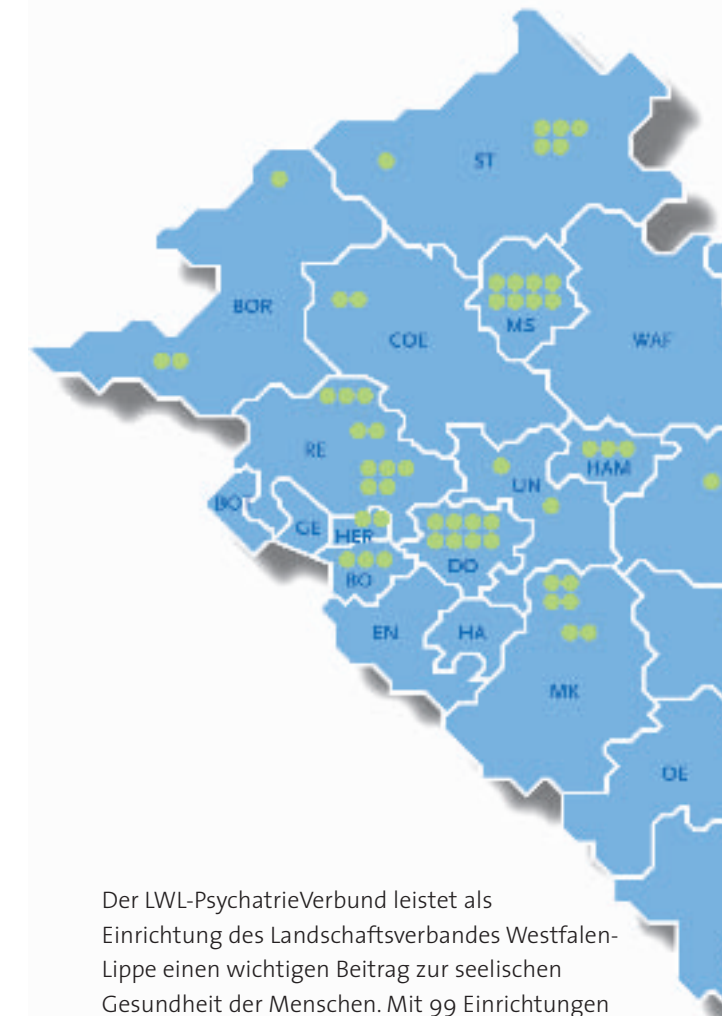 ST
BOR
MS
COE
WAF
RE
UN
HAM
BOT
GE
HER
DO
BO
EN
HA
MK
OE
Der LWL-PsychatrieVerbund leistet als
Einrichtung des Landschaftsverbandes Westfalen-
Lippe einen wichtigen Beitrag zur seelischen
Gesundheit der Menschen. Mit 99 Einrichtungen